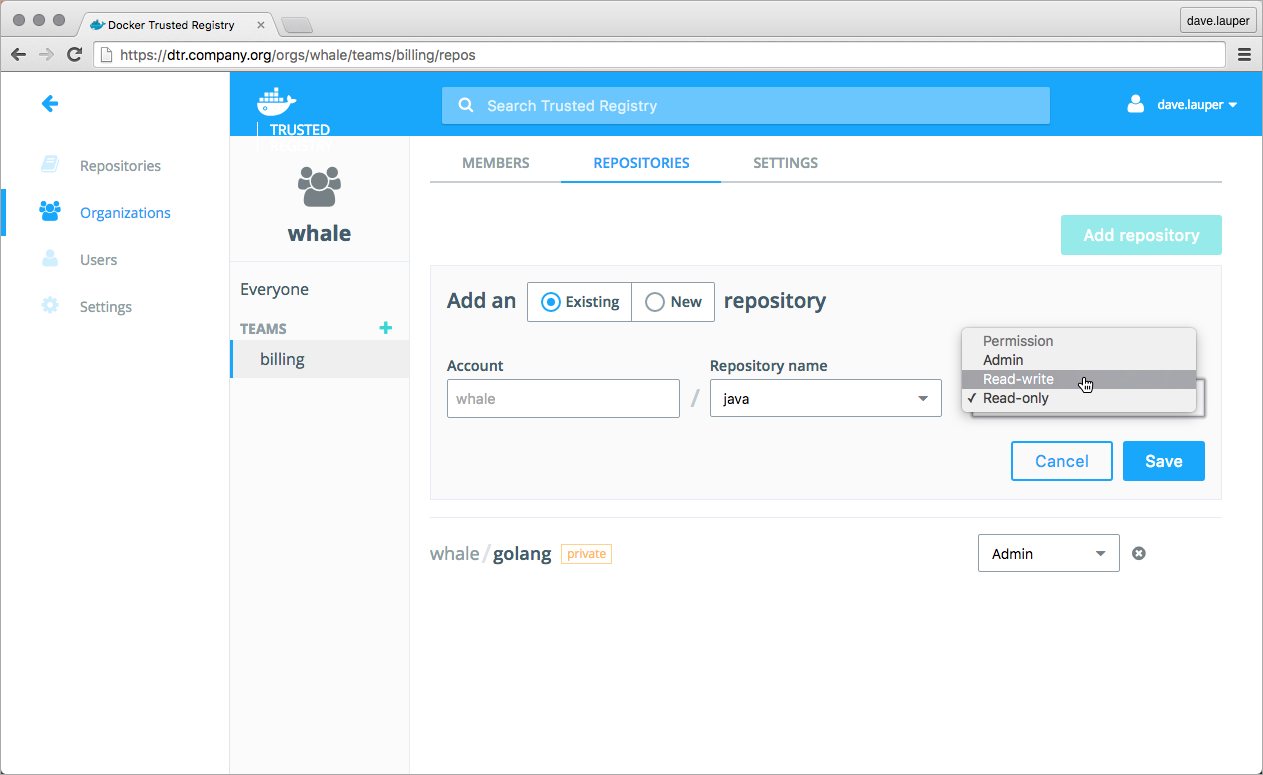 Docker Trusted Registry
dave.lauper
https://dtr.company.org/orgs/whale/teams/billing/repos
TRUSTED
Search Trusted Registry
dave.lauper
Repositories
Organizations
Users
Settings
whale
Everyone
TEAMS
billing
MEMBERS REPOSITORIES SETTINGS
Add repository
Add an Existing New repository
Account
whale
/
Repository name
java
Permission
Admin
Read-write
✓ Read-only
Cancel Save
whale/golang private
Admin